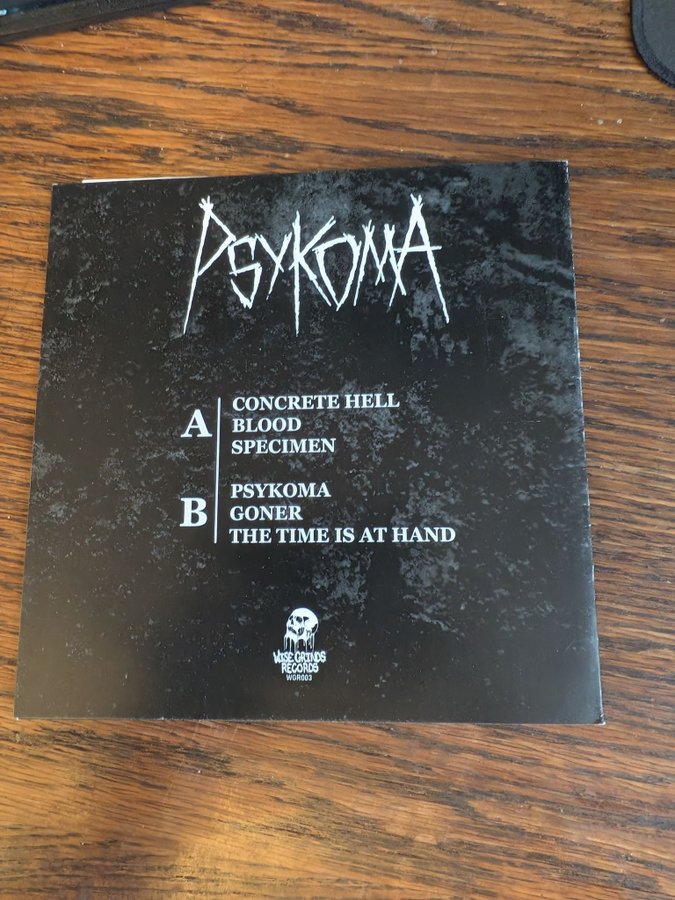 PSYKOMA
A
CONCRETE HELL
BLOOD
SPECIMEN
B
PSYKOMA
GONER
THE TIME IS AT HAND
WISE GRINDS
RECORDS
WGR003